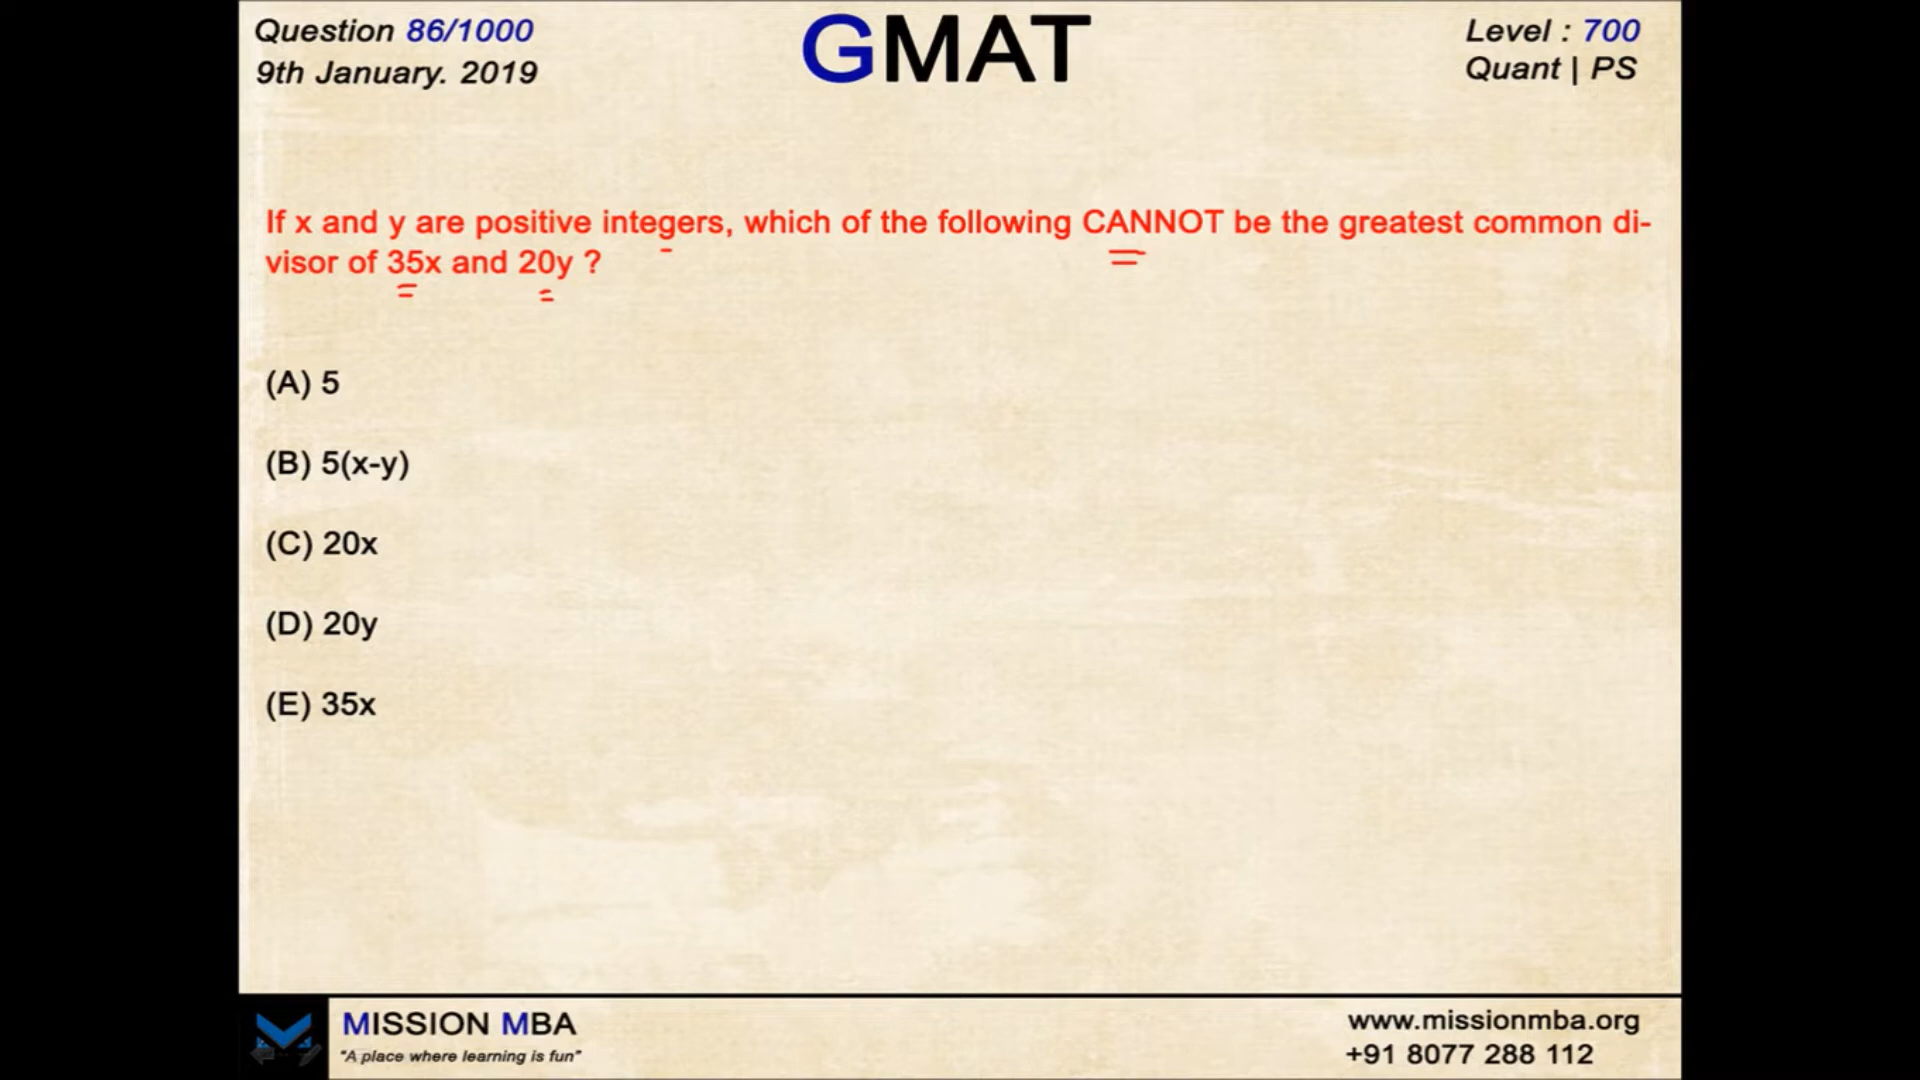 Question 86/1000
9th January. 2019
GMAT
Level : 700
Quant | PS
If x and y are positive integers, which of the following CANNOT be the greatest common di-
visor of 35x and 20y ?
(A) 5
(B) 5(x-y)
(C) 20x
(D) 20y
(E) 35x
MISSION MBA
"A place where learning is fun"
www.missionmba.org
+91 8077 288 112